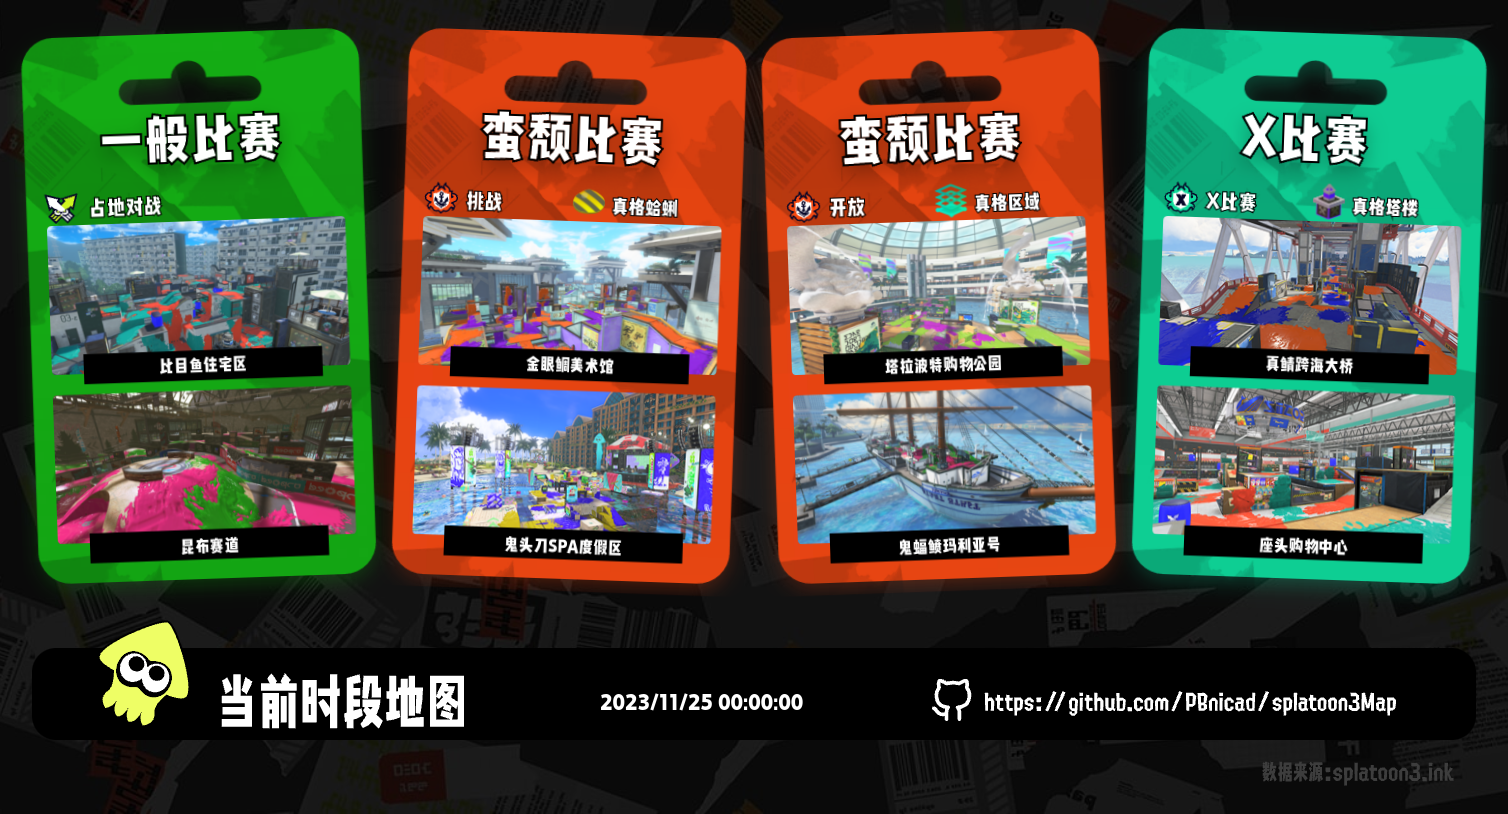 一般比赛
占地对战
比目鱼住宅区
昆布赛道
蛮颓比赛
挑战
真格蛤蜊
金眼鲷美术馆
鬼头刀SPA度假区
蛮颓比赛
开放
真格区域
塔拉波特购物公园
鬼蝠鲼玛利亚号
X比赛
X比赛
真格塔楼
真鲭跨海大桥
座头购物中心
当前时段地图
2023/11/25 00:00:00
https://github.com/PBnicad/splatoon3Map
数据来源:splatoon3.ink